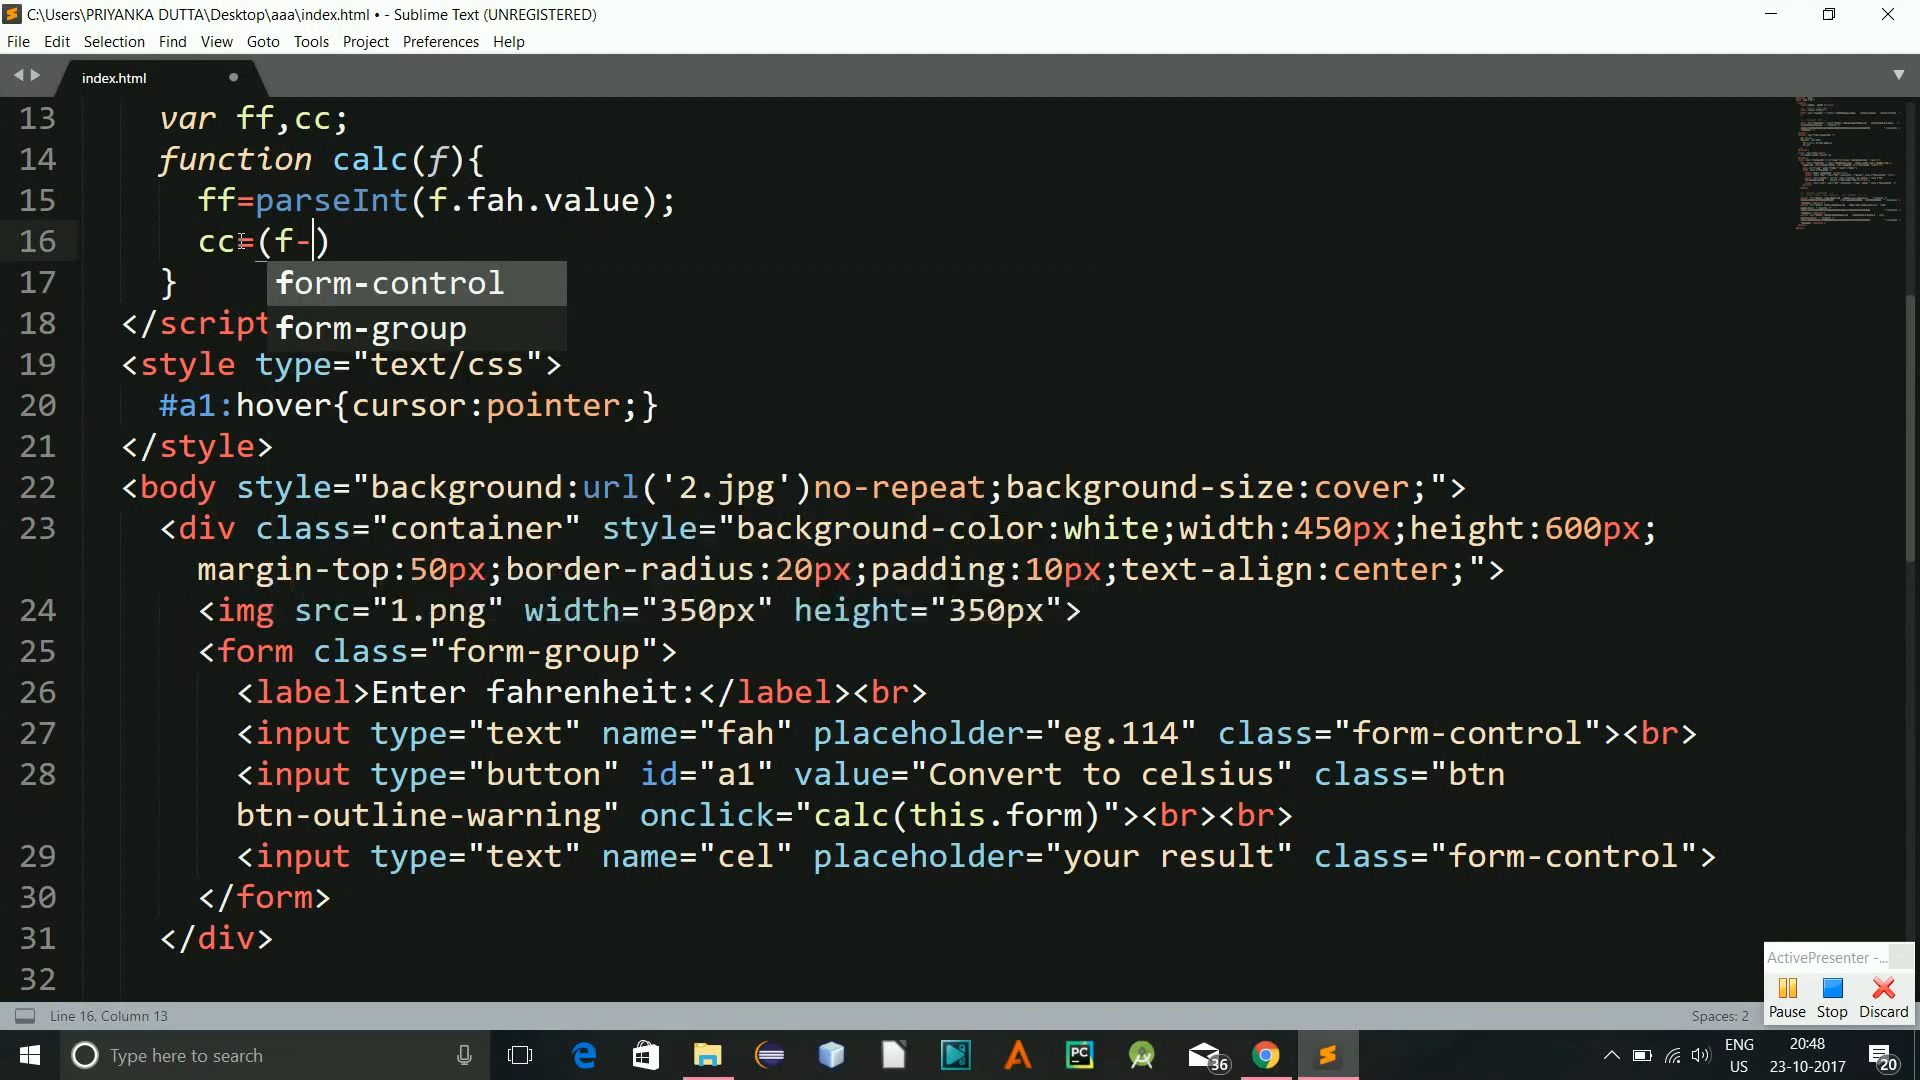 C:\Users\PRIYANKA DUTTA\Desktop\aaa\index.html • - Sublime Text (UNREGISTERED)
File Edit Selection Find View Goto Tools Project Preferences Help
index.html
13 var ff,cc;
14 function calc(f){
15 ff=parseInt(f.fah.value);
16 cc=(f-)
form-control
17 }
form-group
18 </script
19 <style type="text/css">
20 #a1:hover{cursor:pointer;}
21 </style>
22 <body style="background:url('2.jpg')no-repeat;background-size:cover;">
23 <div class="container" style="background-color:white;width:450px;height:600px;
margin-top:50px;border-radius:20px;padding:10px;text-align:center;">
24 <img src="1.png" width="350px" height="350px">
25 <form class="form-group">
26 <label>Enter fahrenheit:</label><br>
27 <input type="text" name="fah" placeholder="eg.114" class="form-control"><br>
28 <input type="button" id="a1" value="Convert to celsius" class="btn
btn-outline-warning" onclick="calc(this.form)"><br><br>
29 <input type="text" name="cel" placeholder="your result" class="form-control">
30 </form>
31 </div>
32
ActivePresenter -...
Pause Stop Discard
Line 16, Column 13 Spaces: 2
Type here to search
PC
36
ENG
US
20:48
23-10-2017
20